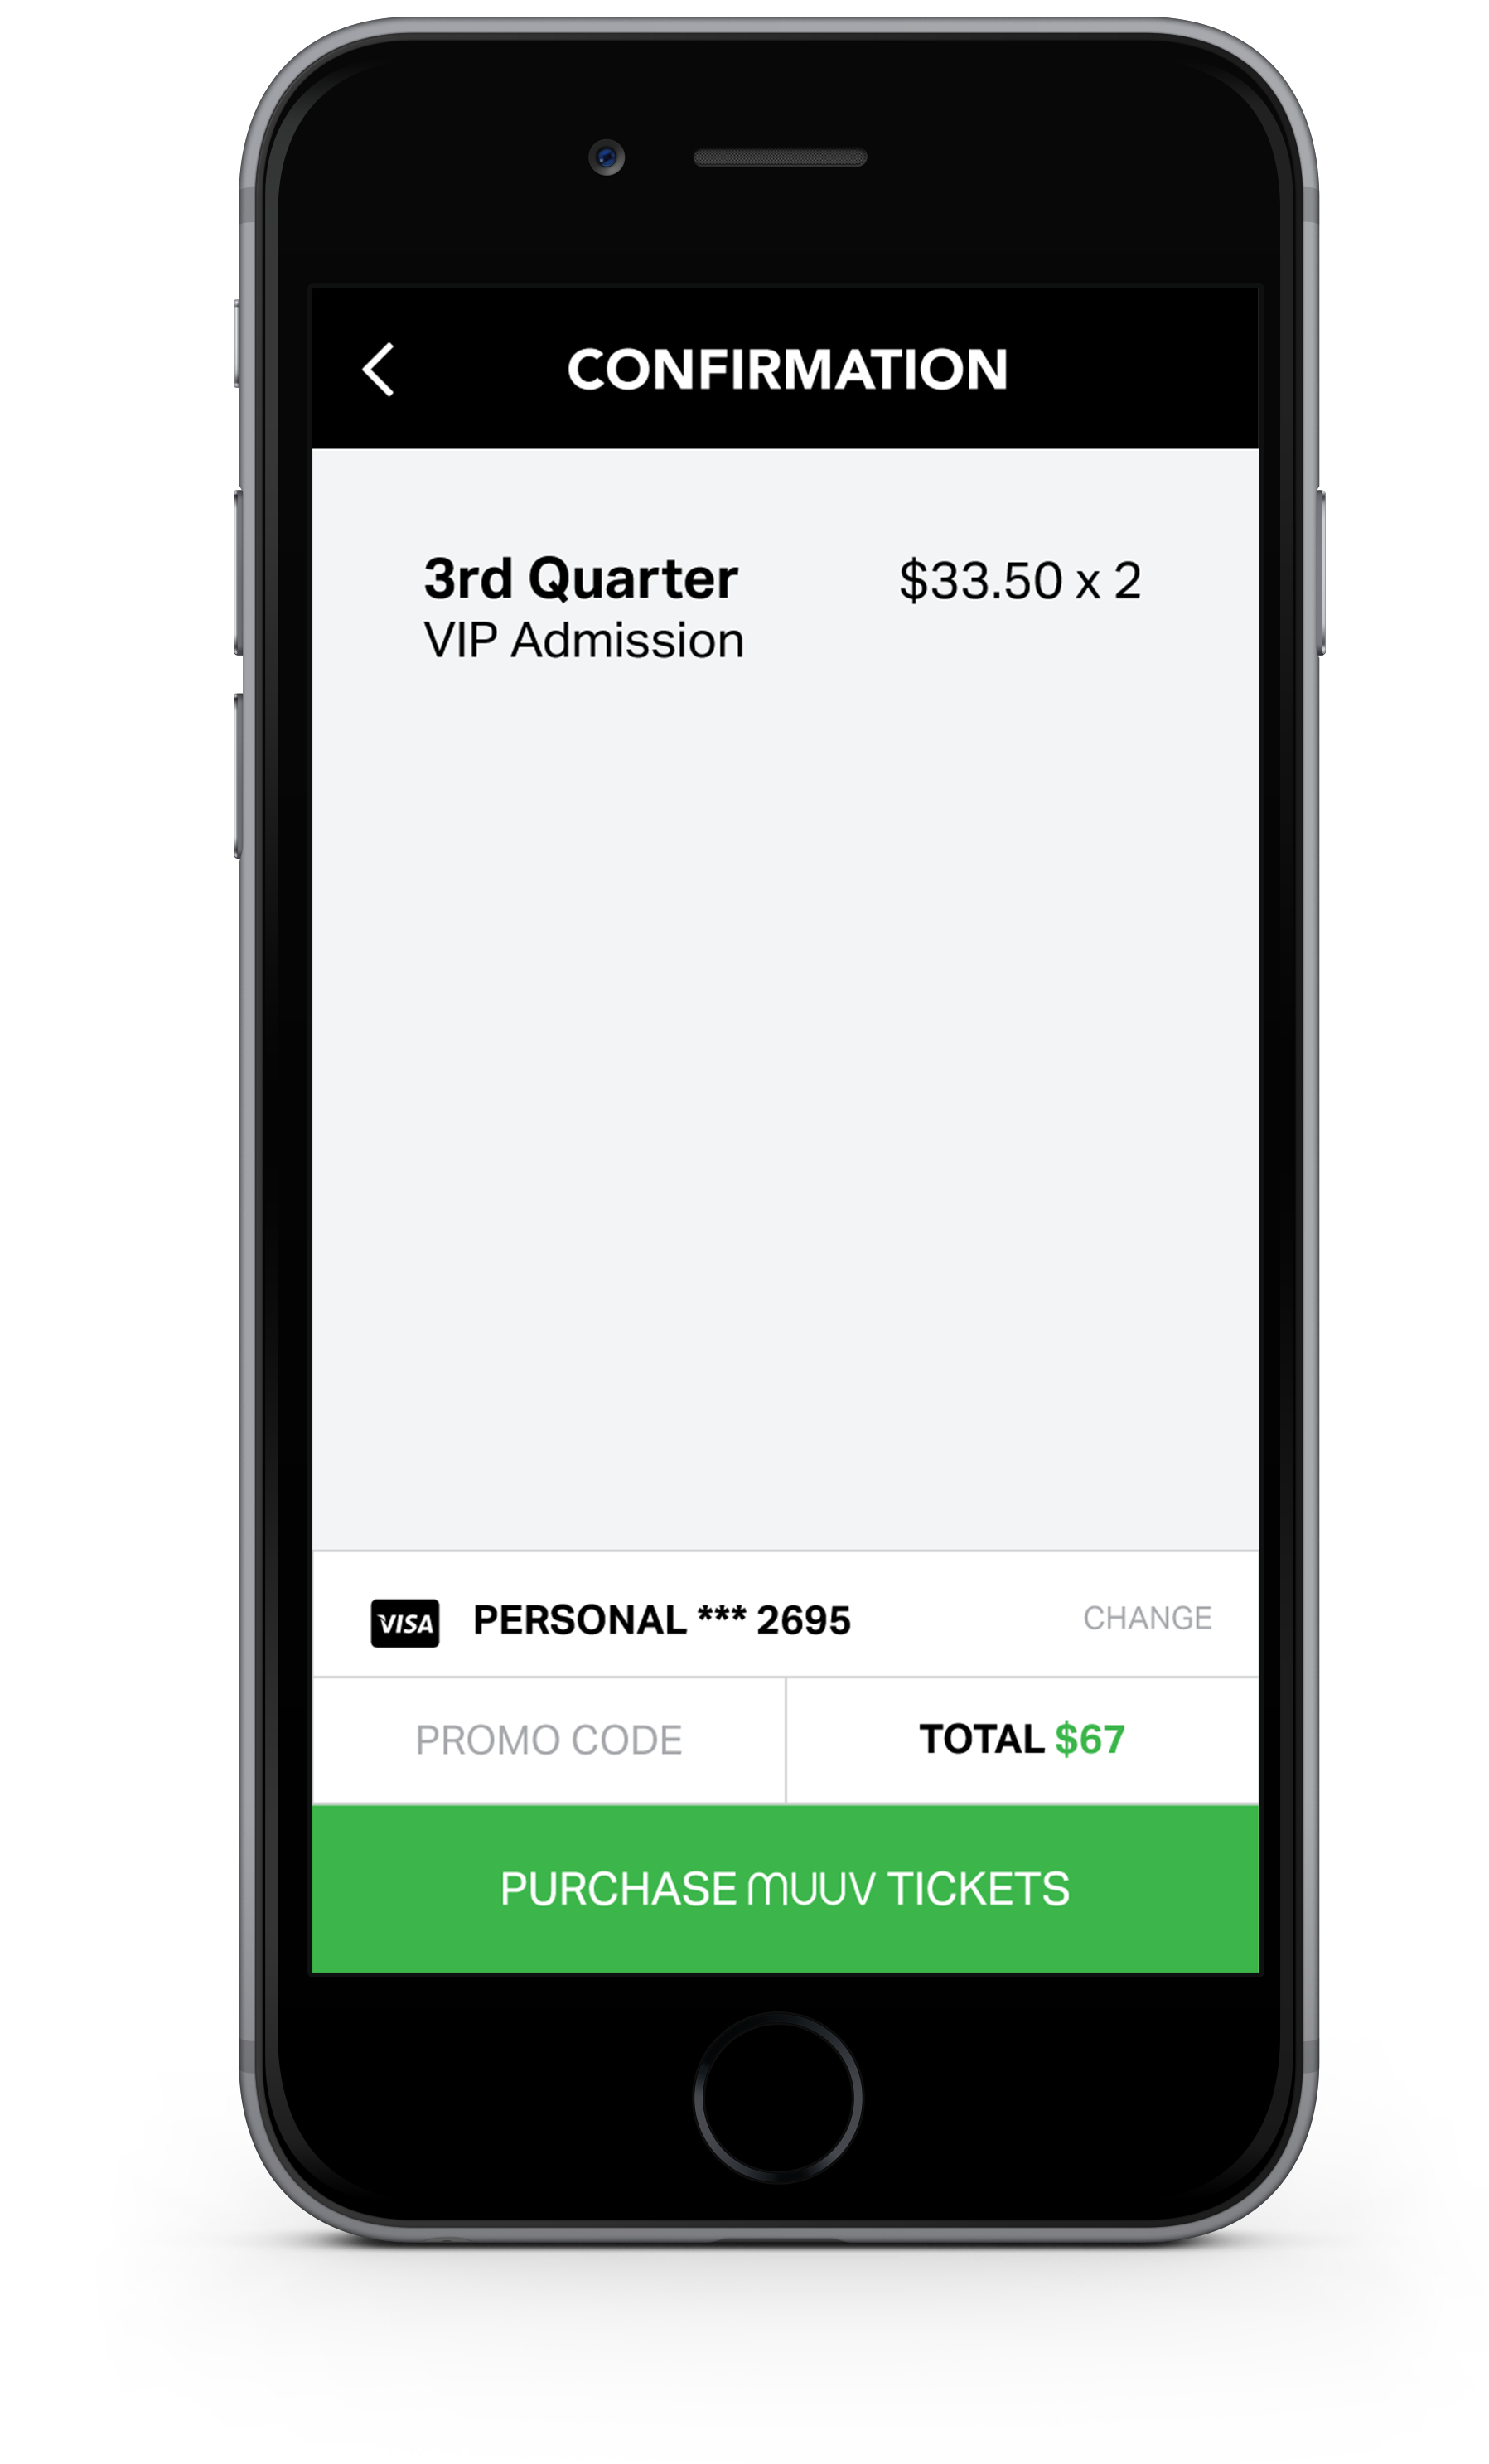 CONFIRMATION
3rd Quarter $33.50 x 2
VIP Admission
VISA PERSONAL *** 2695 CHANGE
PROMO CODE TOTAL $67
PURCHASE MUUV TICKETS